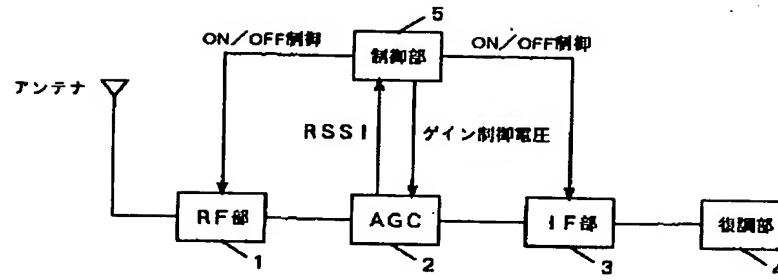 5
ON/OFF制御
制御部
ON/OFF制御
アンテナ
RSSI
ゲイン制御電圧
RF部
AGC
IF部
復調部
1
2
3
4